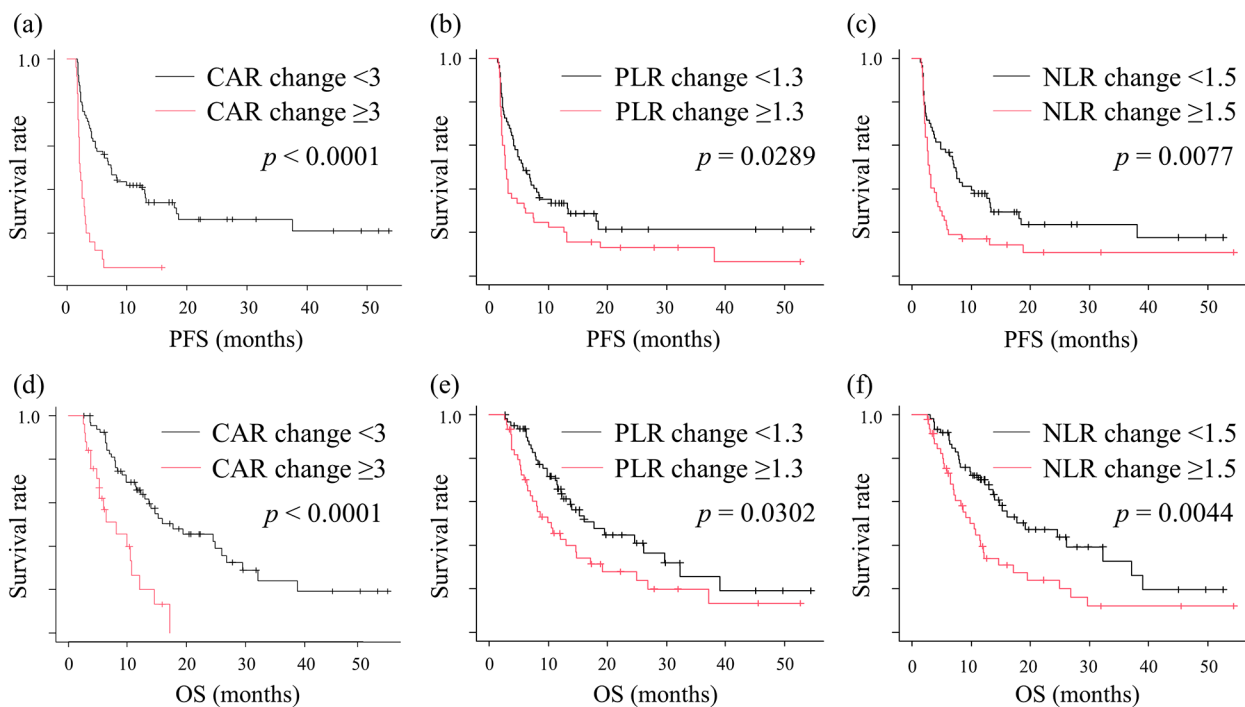 (a)
1.0
CAR change <3
CAR change ≥3
p < 0.0001
Survival rate
0 10 20 30 40 50
PFS (months)
(b)
1.0
PLR change <1.3
PLR change ≥1.3
p = 0.0289
Survival rate
0 10 20 30 40 50
PFS (months)
(c)
1.0
NLR change <1.5
NLR change ≥1.5
p = 0.0077
Survival rate
0 10 20 30 40 50
PFS (months)
(d)
1.0
CAR change <3
CAR change ≥3
p < 0.0001
Survival rate
0 10 20 30 40 50
OS (months)
(e)
1.0
PLR change <1.3
PLR change ≥1.3
p = 0.0302
Survival rate
0 10 20 30 40 50
OS (months)
(f)
1.0
NLR change <1.5
NLR change ≥1.5
p = 0.0044
Survival rate
0 10 20 30 40 50
OS (months)